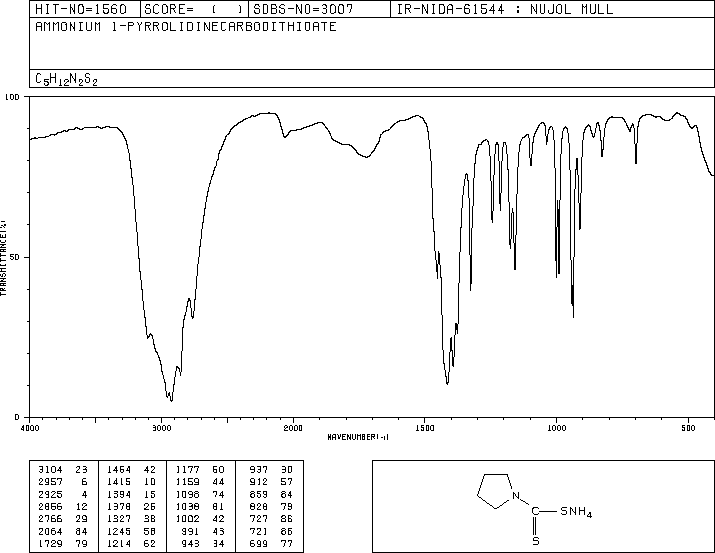 HIT-NO=1560 SCORE= ( ) SDBS-NO=3007 IR-NIDA-61544 : NUJOL MULL
AMMONIUM 1-PYRROLIDINECARBODITHIOATE
C5H12N2S2
100
50
0
TRANSMITTANCE(%)
4000 3000 2000 1500 1000 500
WAVENUMBER(-1)
3104 23 1464 42 1177 60 937 30
2957 6 1415 10 1159 44 912 57
2925 4 1394 15 1098 74 859 84
2866 12 1378 26 1038 81 828 79
2766 29 1327 38 1002 42 727 86
2064 84 1245 58 991 43 721 86
1729 79 1214 62 943 34 699 77
N
C SNH4
S